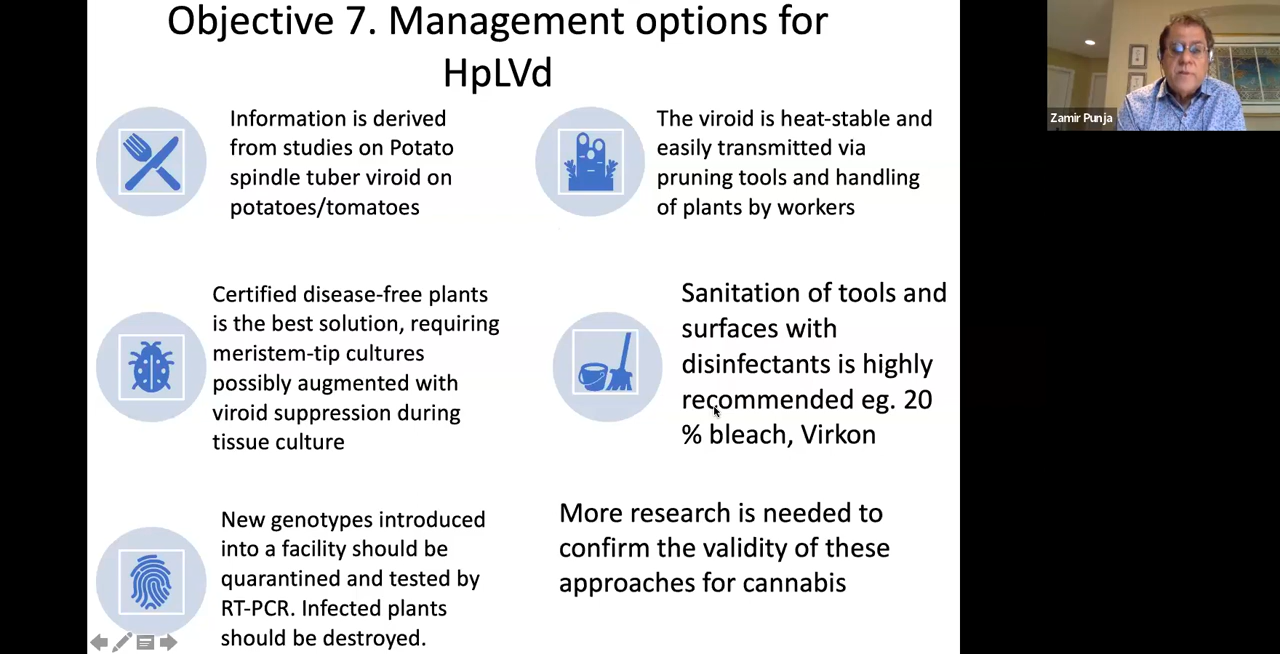 Objective 7. Management options for
HpLVd
Information is derived
from studies on Potato
spindle tuber viroid on
potatoes/tomatoes
The viroid is heat-stable and
easily transmitted via
pruning tools and handling
of plants by workers
Certified disease-free plants
is the best solution, requiring
meristem-tip cultures
possibly augmented with
viroid suppression during
tissue culture
Sanitation of tools and
surfaces with
disinfectants is highly
recommended eg. 20
% bleach, Virkon
New genotypes introduced
into a facility should be
quarantined and tested by
RT-PCR. Infected plants
should be destroyed.
More research is needed to
confirm the validity of these
approaches for cannabis
Zamir Punja